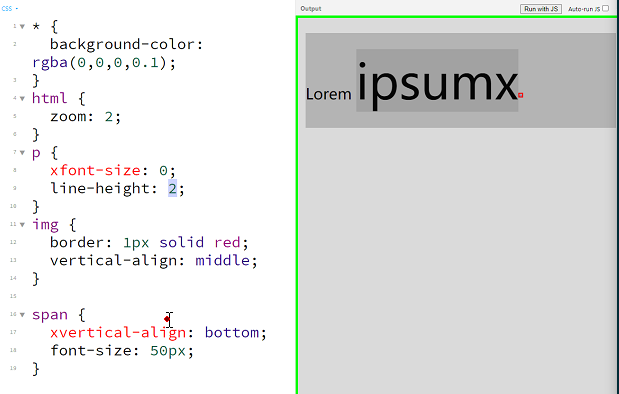 CSS
Output
Run with JS
Auto-run JS
1 * {
2 background-color:
rgba(0,0,0,0.1);
3 }
4 html {
5 zoom: 2;
6 }
7 p {
8 xfont-size: 0;
9 line-height: 2;
10 }
11 img {
12 border: 1px solid red;
13 vertical-align: middle;
14 }
15
16 span {
17 xvertical-align: bottom;
18 font-size: 50px;
19 }
Lorem ipsumx